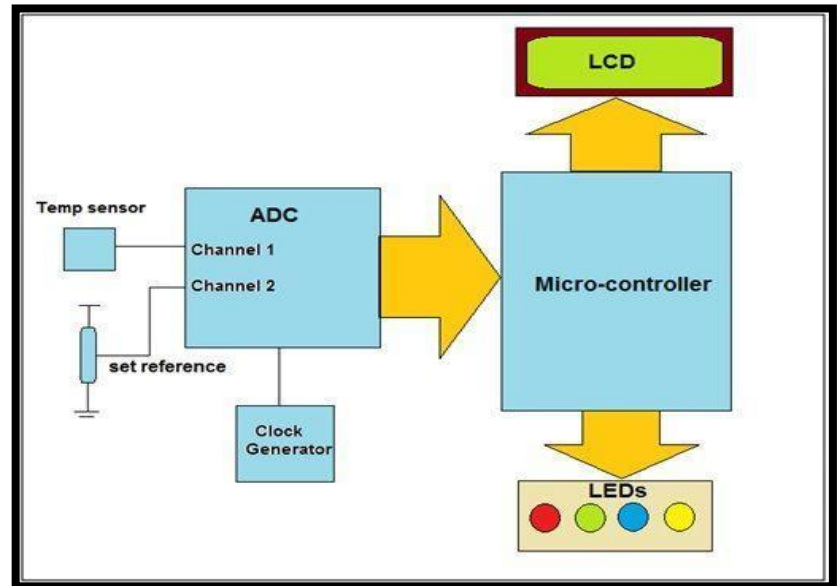 LCD
Temp sensor
ADC
Channel 1
Channel 2
Micro-controller
set reference
Clock
Generator
LEDs